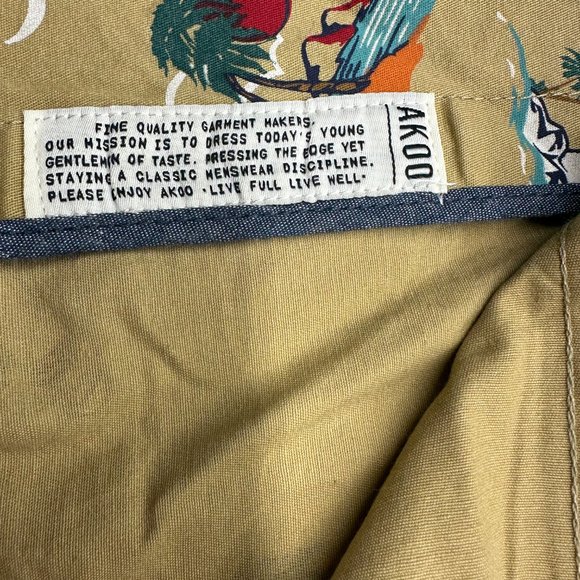 FINE QUALITY GARMENT MAKERS.
OUR MISSION IS TO DRESS TODAY'S YOUNG
GENTLEMEN OF TASTE. DRESSING THE EDGE YET
STAYING A CLASSIC MENSWEAR DISCIPLINE.
PLEASE ENJOY AKOO -LIVE FULL LIVE WELL-
AKOO